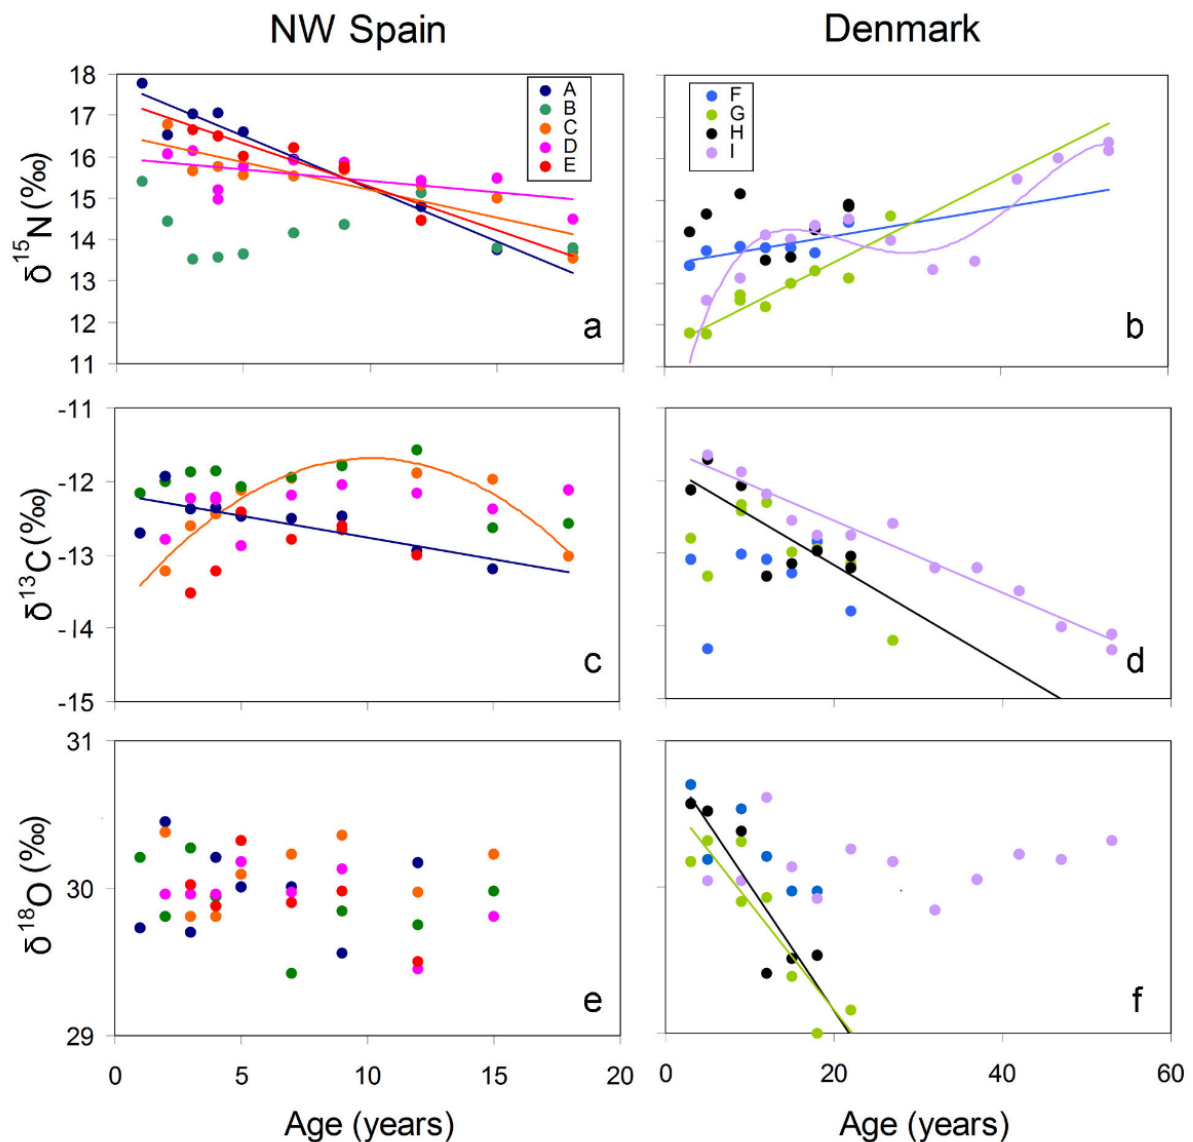 NW Spain
Denmark
δ¹⁵N (‰)
18
17
16
15
14
13
12
11
A
B
C
D
E
a
F
G
H
I
b
δ¹³C (‰)
-11
-12
-13
-14
-15
c
d
δ¹⁸O (‰)
31
30
29
e
f
0
5
10
15
20
0
20
40
60
Age (years)
Age (years)